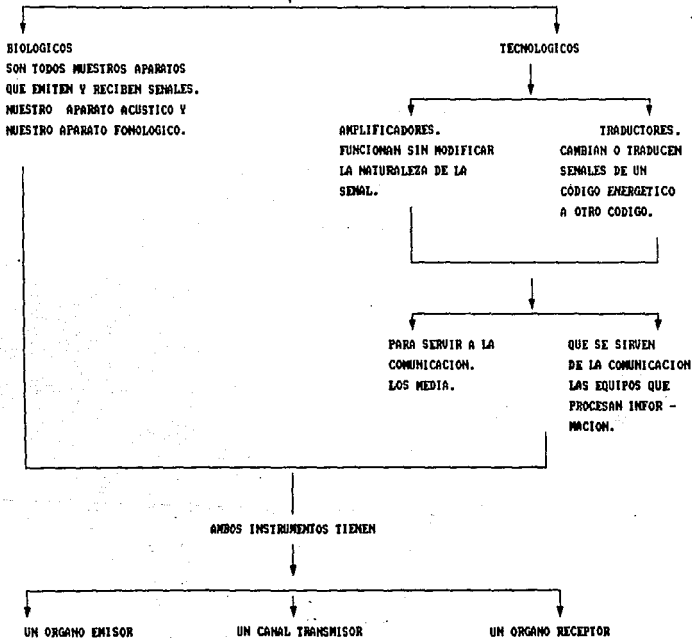 BIOLOGICOS
SON TODOS NUESTROS APARATOS
QUE EMITEN Y RECIBEN SENALES.
NUESTRO APARATO ACUSTICO Y
NUESTRO APARATO FONOLOGICO.
TECNOLOGICOS
AMPLIFICADORES.
FUNCIONAN SIN MODIFICAR
LA NATURALEZA DE LA
SENAL.
TRADUCTORES.
CAMBIAN O TRADUCEN
SENALES DE UN
CÓDIGO ENERGETICO
A OTRO CODIGO.
PARA SERVIR A LA
COMUNICACION.
LOS MEDIA.
QUE SE SIRVEN
DE LA COMUNICACION
LAS EQUIPOS QUE
PROCESAN INFOR -
MACION.
AMBOS INSTRUMENTOS TIENEN
UN ORGANO EMISOR
UN CANAL TRANSMISOR
UN ORGANO RECEPTOR